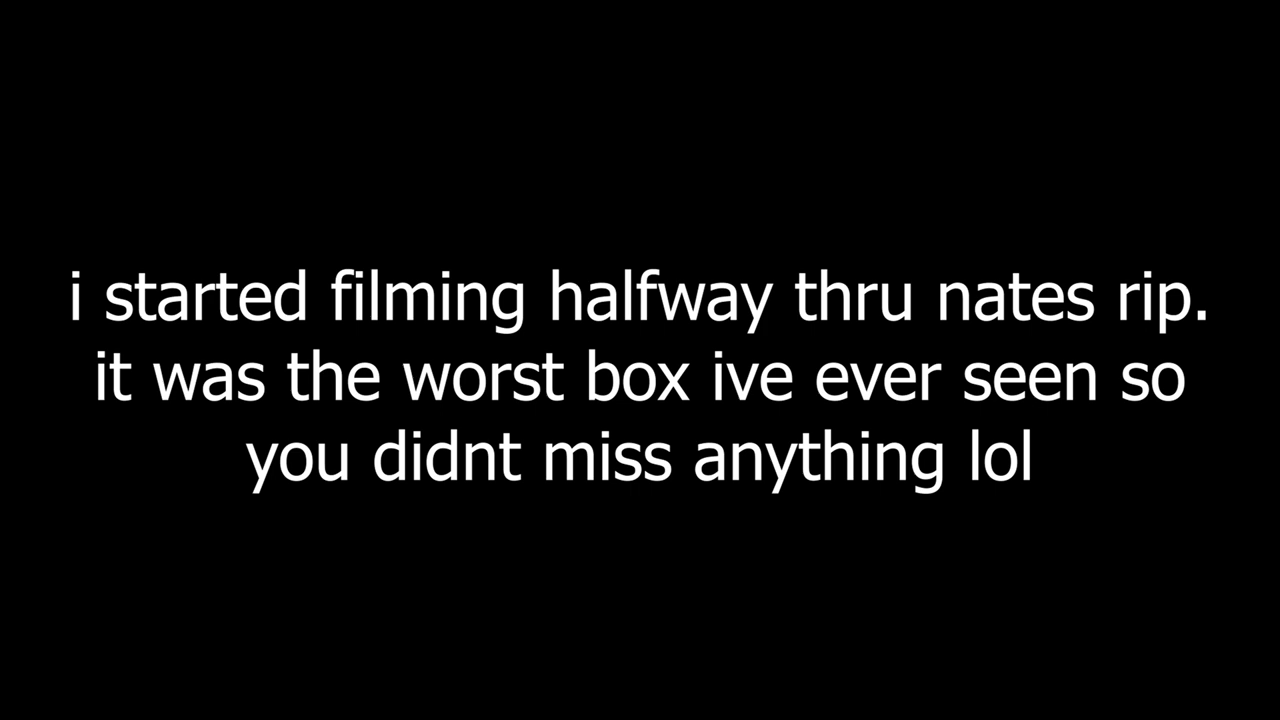 i started filming halfway thru nates rip.
it was the worst box ive ever seen so
you didnt miss anything lol